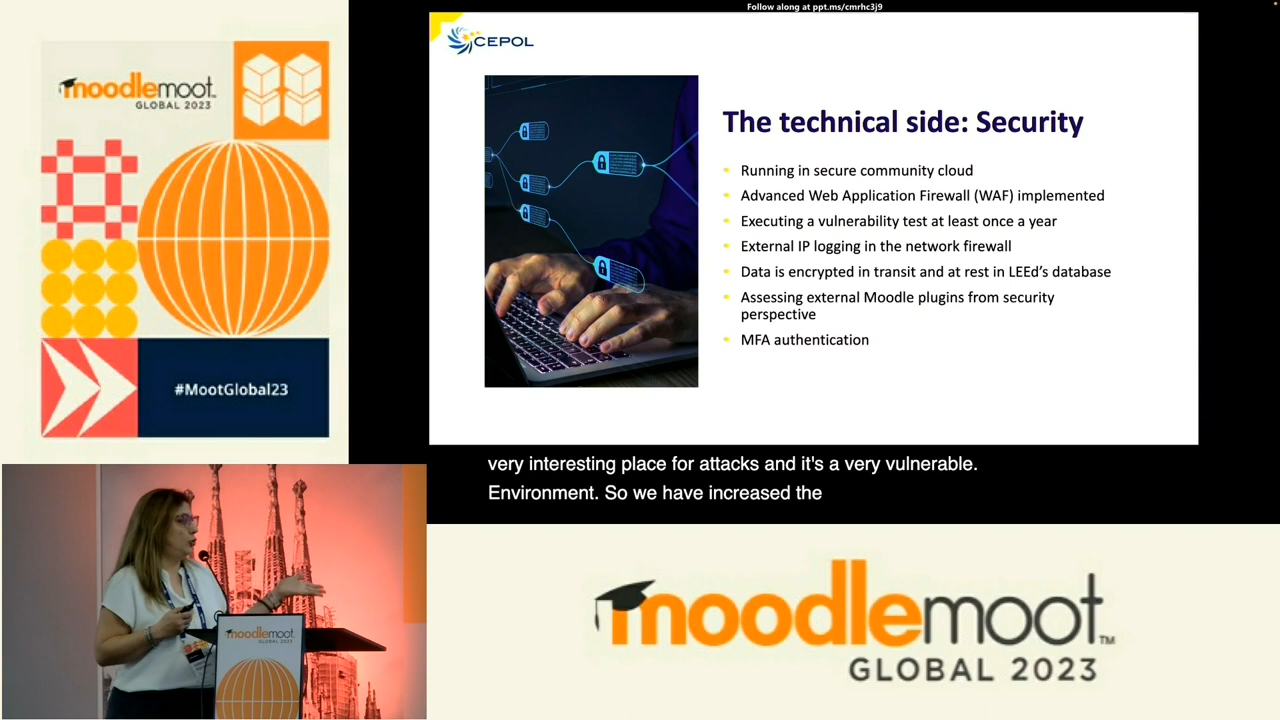 Follow along at ppt.ms/cmrhc3j9
moodlemoot
GLOBAL 2023
#MootGlobal23
CEPOL
The technical side: Security
Running in secure community cloud
Advanced Web Application Firewall (WAF) implemented
Executing a vulnerability test at least once a year
External IP logging in the network firewall
Data is encrypted in transit and at rest in LEEd's database
Assessing external Moodle plugins from security
perspective
MFA authentication
very interesting place for attacks and it's a very vulnerable.
Environment. So we have increased the
moodlemoot
GLOBAL 2023
moodlemoot™
GLOBAL 2023